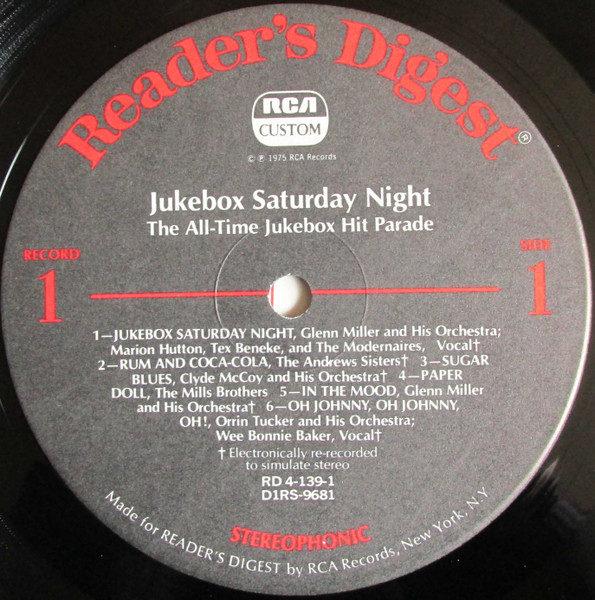 Reader's Digest®
RCA
CUSTOM
© ℗ 1975 RCA Records
Jukebox Saturday Night
The All-Time Jukebox Hit Parade
RECORD
1
SIDE
1
1—JUKEBOX SATURDAY NIGHT, Glenn Miller and His Orchestra;
Marion Hutton, Tex Beneke, and The Modernaires, Vocal†
2—RUM AND COCA-COLA, The Andrews Sisters† 3—SUGAR
BLUES, Clyde McCoy and His Orchestra† 4—PAPER
DOLL, The Mills Brothers 5—IN THE MOOD, Glenn Miller
and His Orchestra† 6—OH JOHNNY, OH JOHNNY,
OH!, Orrin Tucker and His Orchestra;
Wee Bonnie Baker, Vocal†
†Electronically re-recorded
to simulate stereo
RD 4-139-1
D1RS-9681
STEREOPHONIC
Made for READER'S DIGEST by RCA Records, New York, N.Y